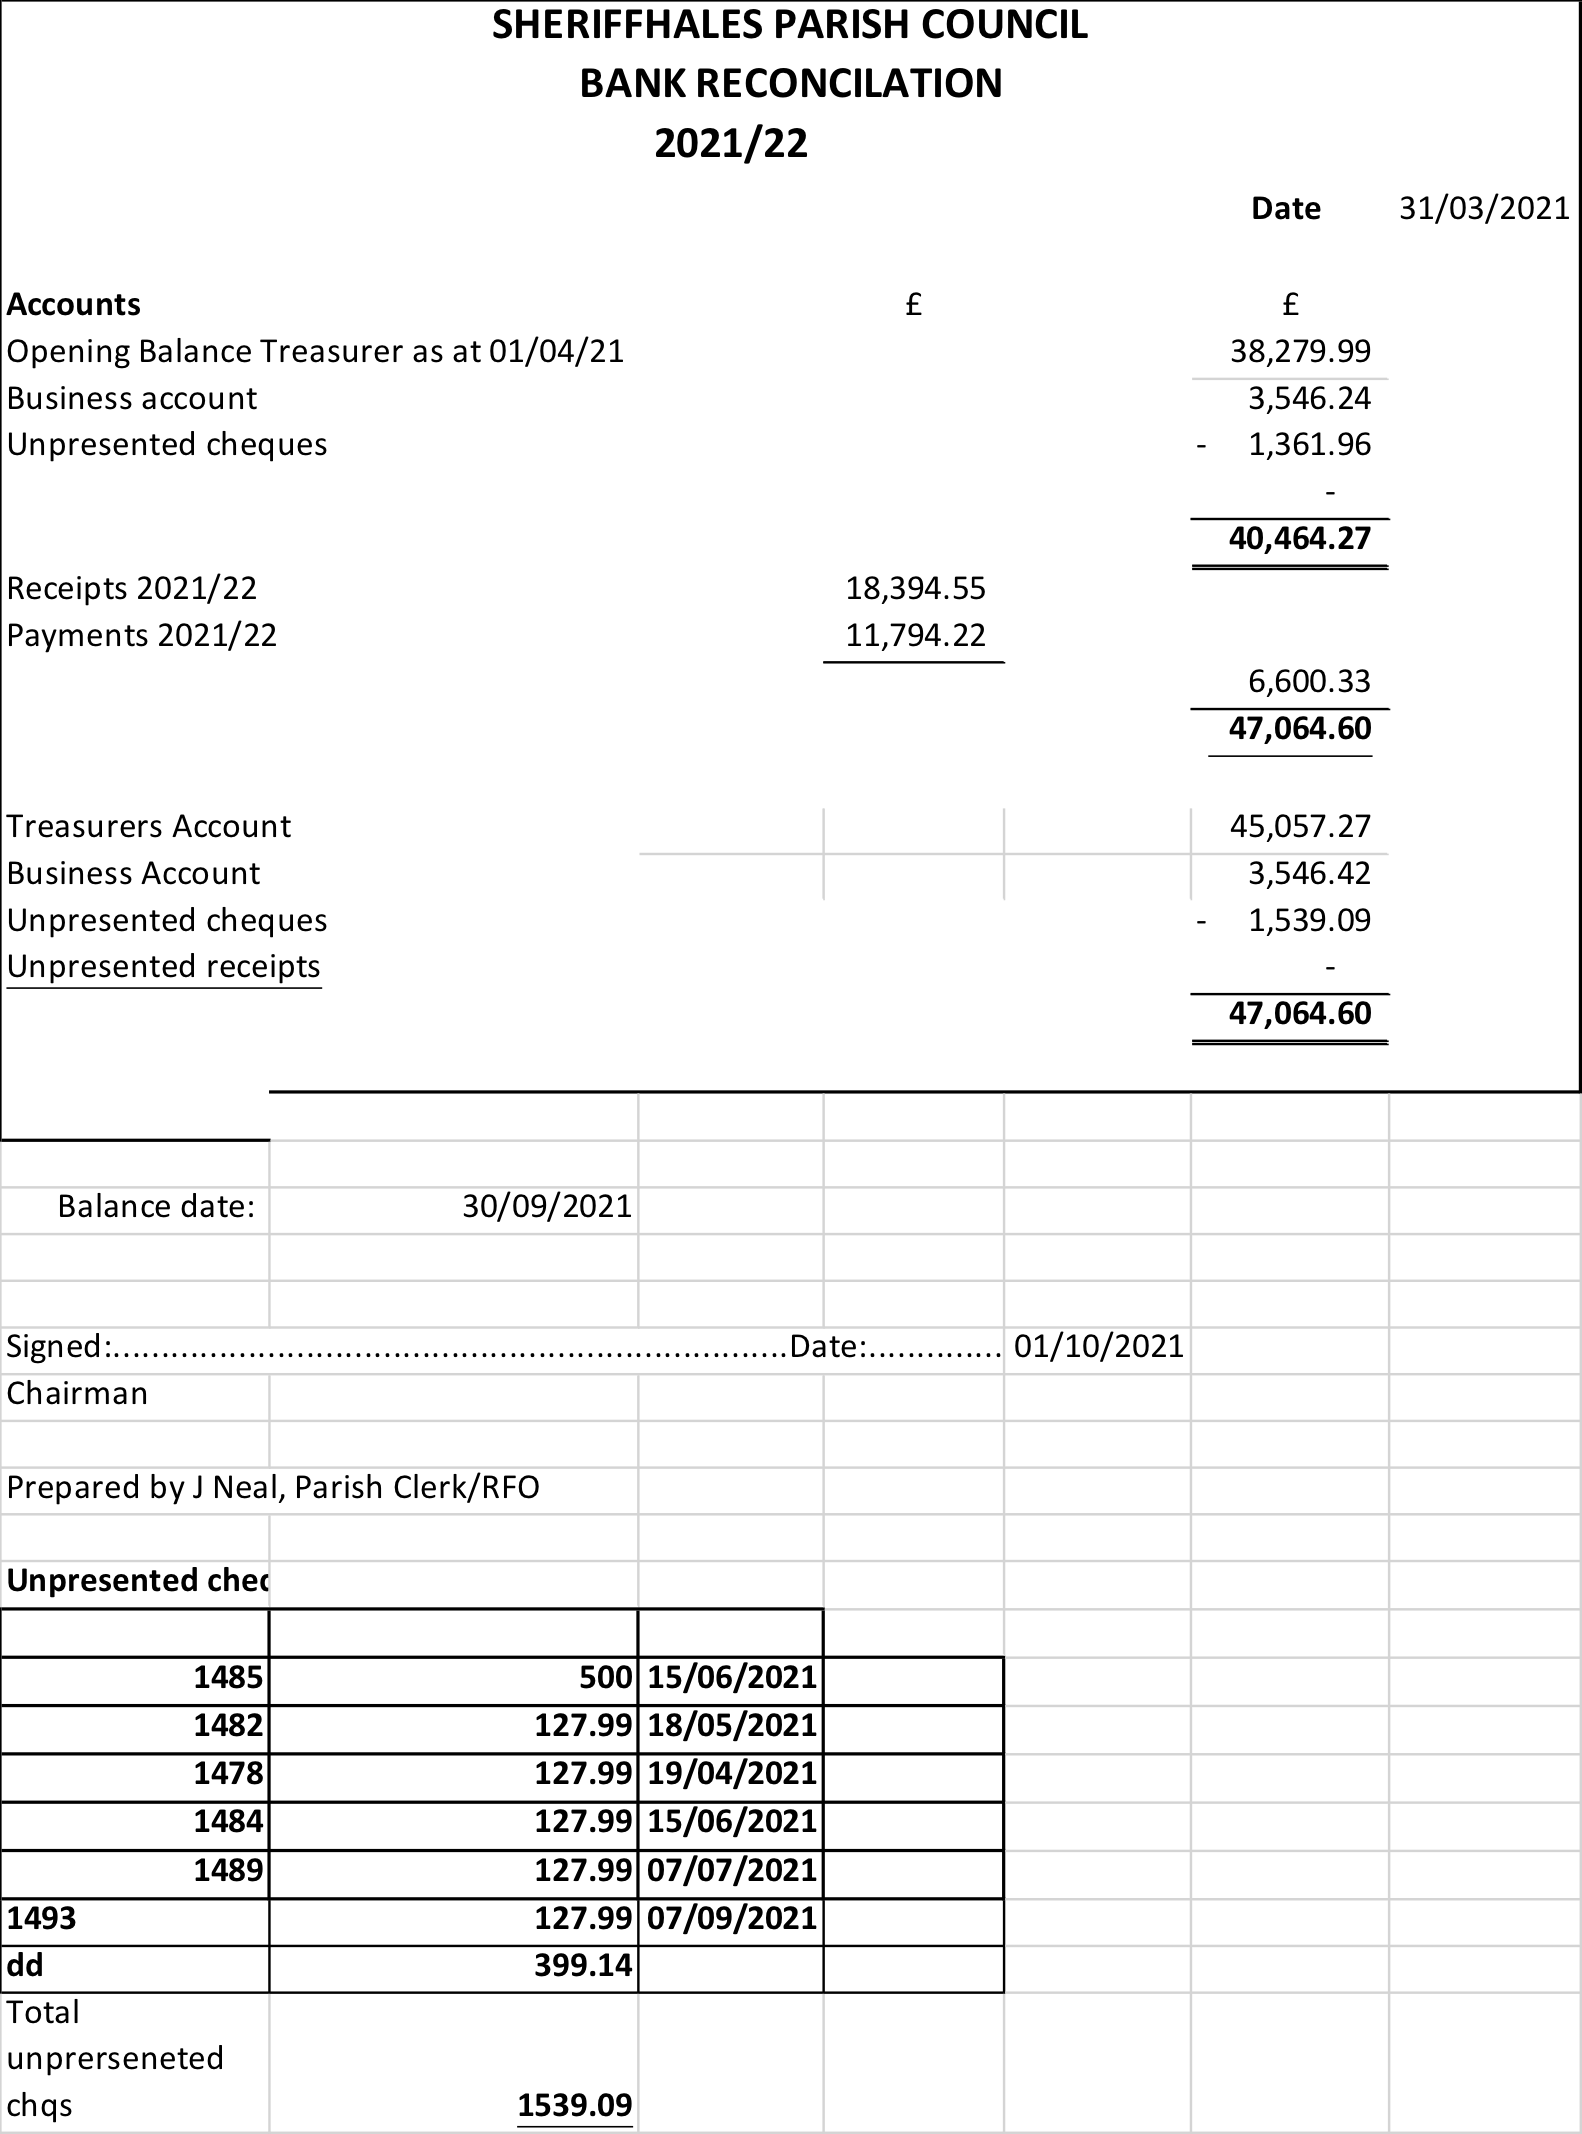 SHERIFFHALES PARISH COUNCIL
BANK RECONCILATION
2021/22
Date 31/03/2021
Accounts £ £
Opening Balance Treasurer as at 01/04/21 38,279.99
Business account 3,546.24
Unpresented cheques - 1,361.96
-
40,464.27
Receipts 2021/22 18,394.55
Payments 2021/22 11,794.22
6,600.33
47,064.60
Treasurers Account 45,057.27
Business Account 3,546.42
Unpresented cheques - 1,539.09
Unpresented receipts -
47,064.60
Balance date: 30/09/2021
Signed:......................................................................Date:.............. 01/10/2021
Chairman
Prepared by J Neal, Parish Clerk/RFO
Unpresented chec
1485 500 15/06/2021
1482 127.99 18/05/2021
1478 127.99 19/04/2021
1484 127.99 15/06/2021
1489 127.99 07/07/2021
1493 127.99 07/09/2021
dd 399.14
Total
unprerseneted
chqs 1539.09